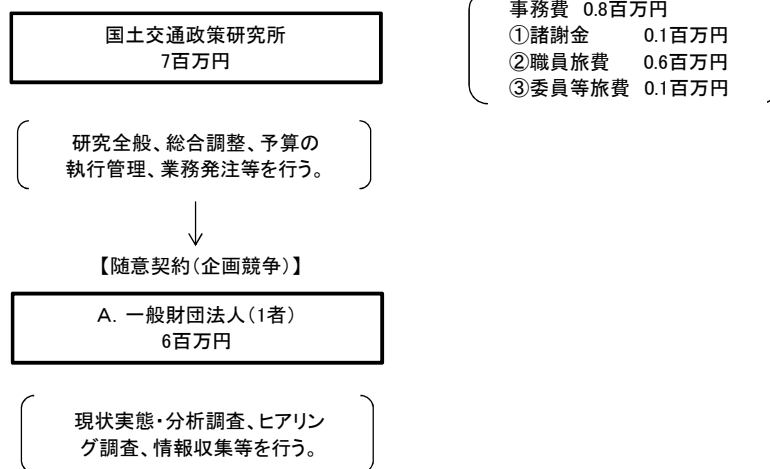 国土交通政策研究所
7百万円
事務費 0.8百万円
①諸謝金 0.1百万円
②職員旅費 0.6百万円
③委員等旅費 0.1百万円
研究全般、総合調整、予算の
執行管理、業務発注等を行う。
【随意契約(企画競争)】
A. 一般財団法人(1者)
6百万円
現状実態・分析調査、ヒアリン
グ調査、情報収集等を行う。